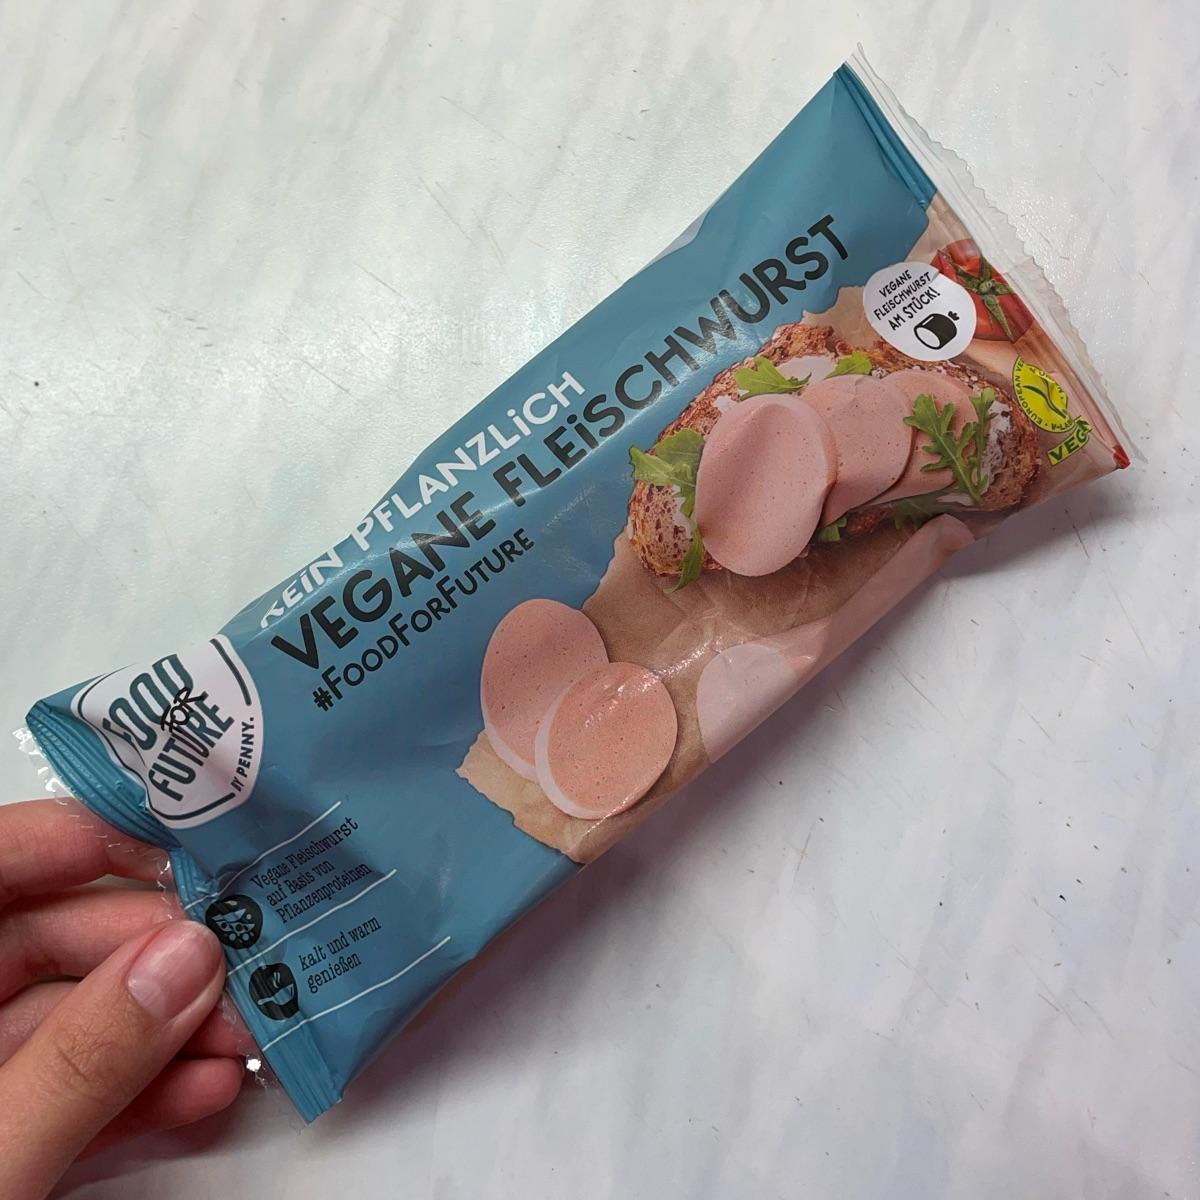 REiN PFLANZLiCH
VEGANE FLEiSCHWURST
#FOODFORFUTURE
VEGANE
FLEISCHWURST
AM STÜCK!
EUROPEAN
VEGAN
FOOD
FOR
FUTURE
BY PENNY.
Vegane Fleischwurst
auf Basis von
Pflanzenproteinen
kalt und warm
genießen